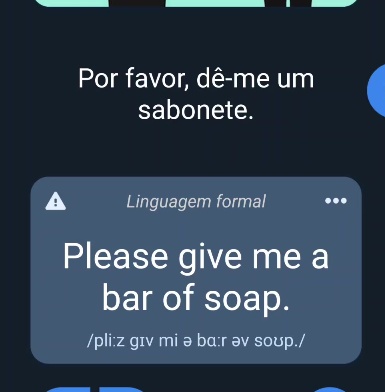 Por favor, dê-me um
sabonete.
Linguagem formal
Please give me a
bar of soap.
/pliːz ɡɪv mi ə bɑːr əv soʊp./